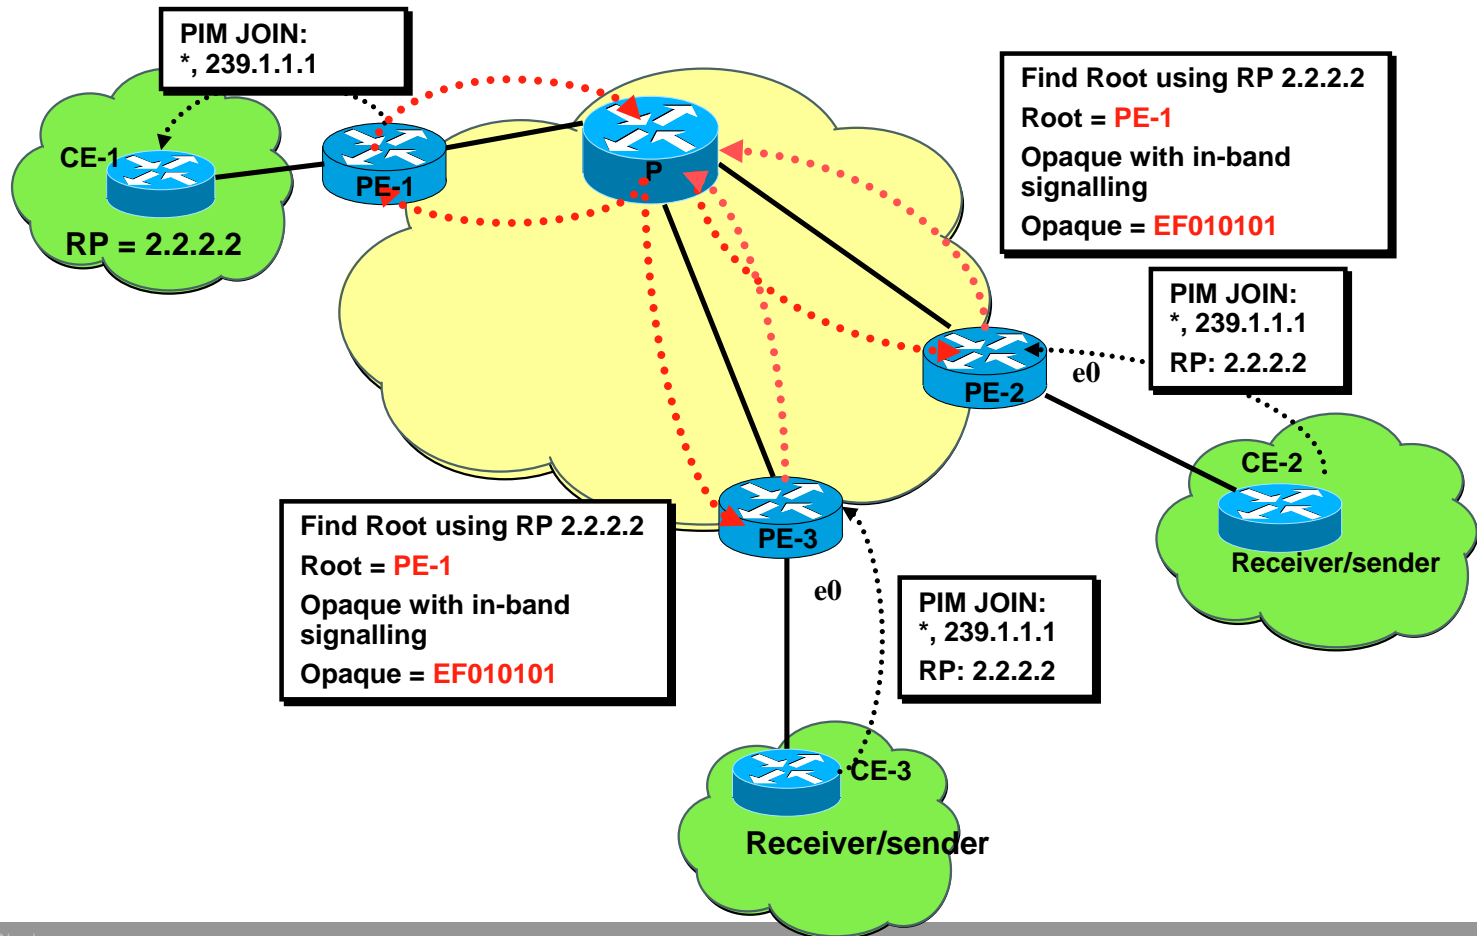 PIM JOIN:
*, 239.1.1.1
CE-1
RP = 2.2.2.2
PE-1
P
Find Root using RP 2.2.2.2
Root = PE-1
Opaque with in-band
signalling
Opaque = EF010101
PIM JOIN:
*, 239.1.1.1
RP: 2.2.2.2
e0
PE-2
CE-2
Receiver/sender
Find Root using RP 2.2.2.2
Root = PE-1
Opaque with in-band
signalling
Opaque = EF010101
PE-3
e0
PIM JOIN:
*, 239.1.1.1
RP: 2.2.2.2
CE-3
Receiver/sender